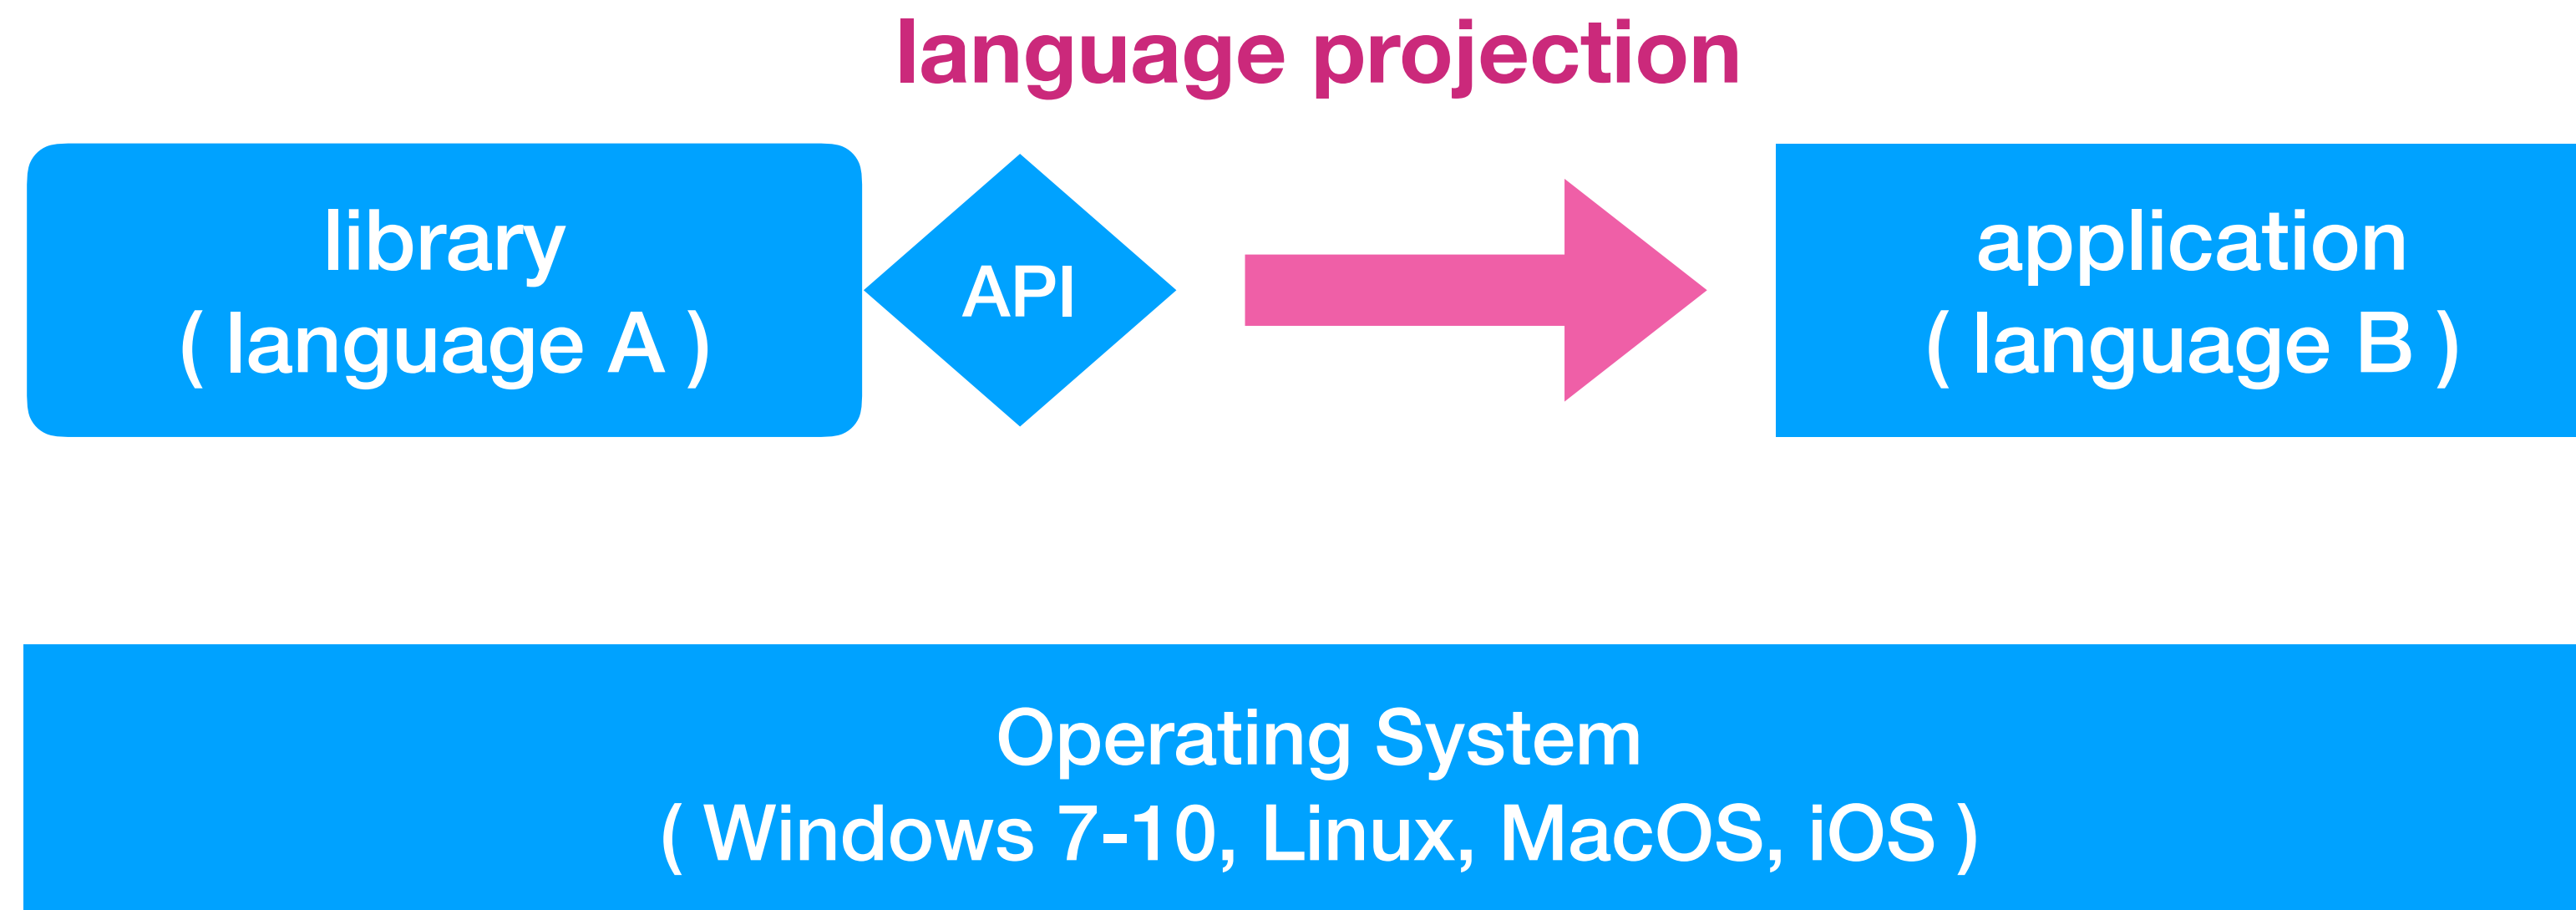 language projection
library
( language A )
API
application
( language B )
Operating System
( Windows 7-10, Linux, MacOS, iOS )